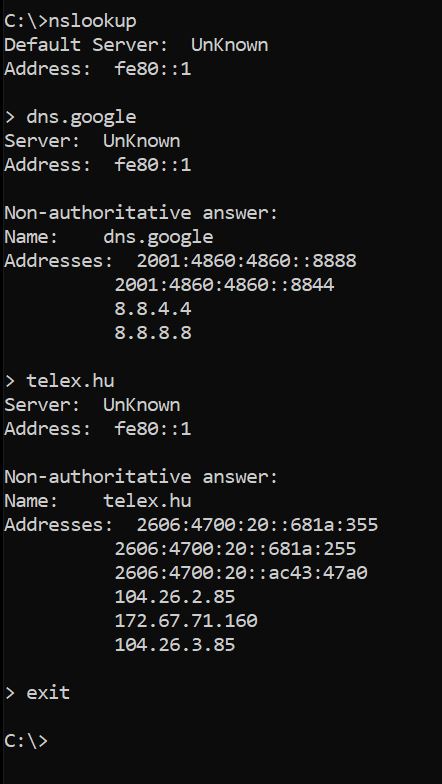 C:\>nslookup
Default Server:  UnKnown
Address:  fe80::1
> dns.google
Server:  UnKnown
Address:  fe80::1
Non-authoritative answer:
Name:    dns.google
Addresses:  2001:4860:4860::8888
          2001:4860:4860::8844
          8.8.4.4
          8.8.8.8
> telex.hu
Server:  UnKnown
Address:  fe80::1
Non-authoritative answer:
Name:    telex.hu
Addresses:  2606:4700:20::681a:355
          2606:4700:20::681a:255
          2606:4700:20::ac43:47a0
          104.26.2.85
          172.67.71.160
          104.26.3.85
> exit
C:\>